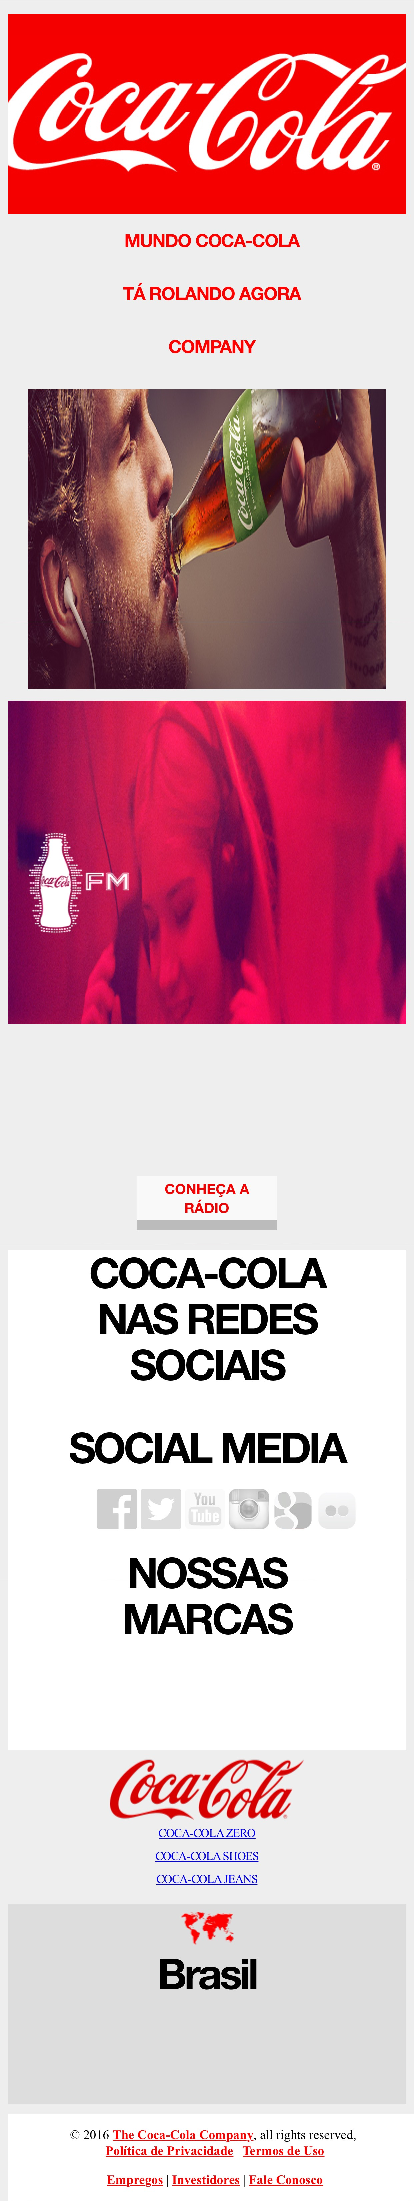 Coca-Cola
MUNDO COCA-COLA
TÁ ROLANDO AGORA
COMPANY
Coca-Cola
Coca-Cola FM
CONHEÇA A
RÁDIO
COCA-COLA
NAS REDES
SOCIAIS
SOCIAL MEDIA
You
Tube
NOSSAS
MARCAS
Coca-Cola
COCA-COLA ZERO
COCA-COLA SHOES
COCA-COLA JEANS
Brasil
© 2016 The Coca-Cola Company, all rights reserved,
Política de Privacidade Termos de Uso
Empregos | Investidores | Fale Conosco